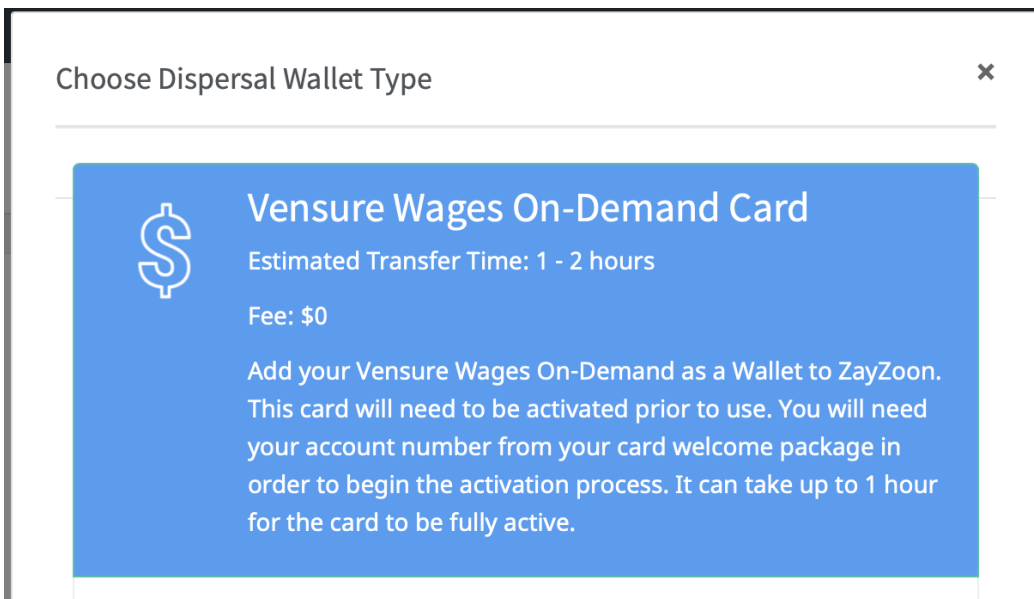 Choose Dispersal Wallet Type
×
$
Vensure Wages On-Demand Card
Estimated Transfer Time: 1 - 2 hours
Fee: $0
Add your Vensure Wages On-Demand as a Wallet to ZayZoon.
This card will need to be activated prior to use. You will need
your account number from your card welcome package in
order to begin the activation process. It can take up to 1 hour
for the card to be fully active.